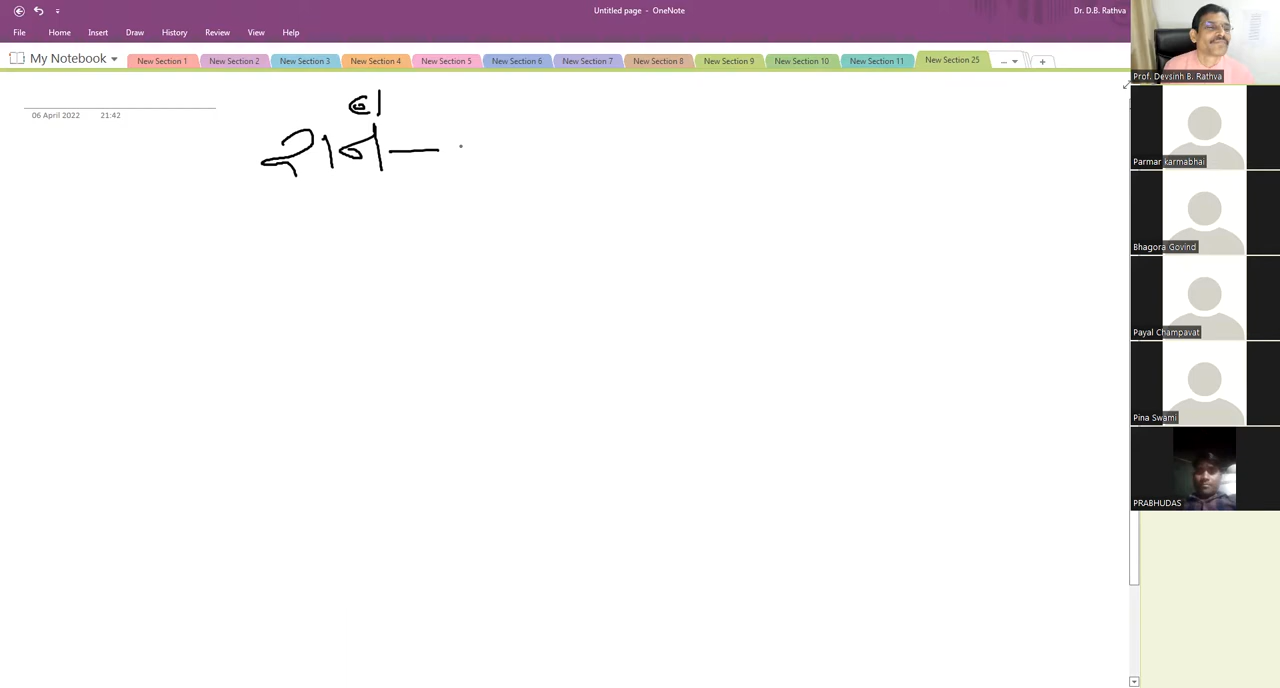 Untitled page - OneNote
Dr. D.B. Rathva
File Home Insert Draw History Review View Help
My Notebook New Section 1 New Section 2 New Section 3 New Section 4 New Section 5 New Section 6 New Section 7 New Section 8 New Section 9 New Section 10 New Section 11 New Section 25 ...
06 April 2022 21:42
Prof. Devsinh B. Rathva
Parmar karmabhai
Bhagora Govind
Payal Champavat
Pina Swami
PRABHUDAS